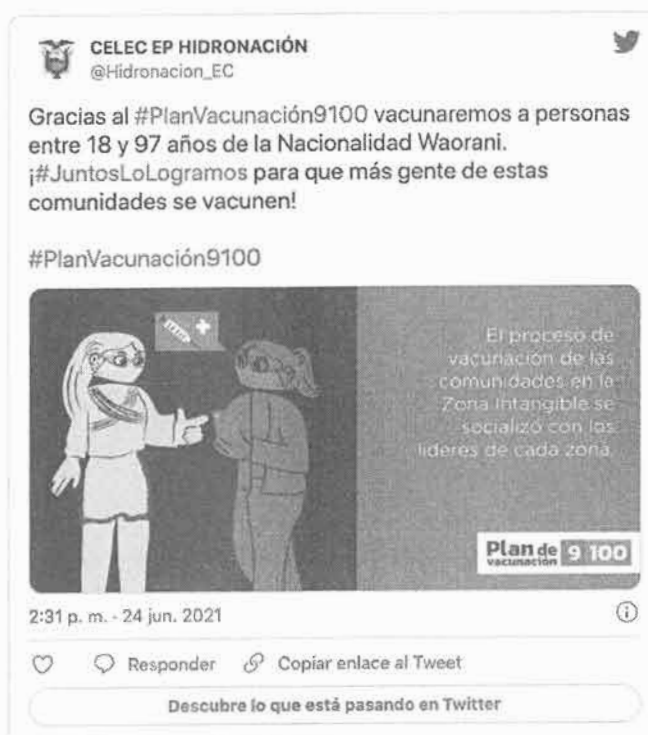 CELEC EP HIDRONACIÓN
@Hidronacion_EC
Gracias al #PlanVacunación9100 vacunaremos a personas
entre 18 y 97 años de la Nacionalidad Waorani.
¡#JuntosLoLogramos para que más gente de estas
comunidades se vacunen!
#PlanVacunación9100
El proceso de
vacunación de las
comunidades en la
Zona Intangible se
socializó con los
líderes de cada zona.
Plan de
vacunación
9 100
2:31 p. m. · 24 jun. 2021
Responder
Copiar enlace al Tweet
Descubre lo que está pasando en Twitter